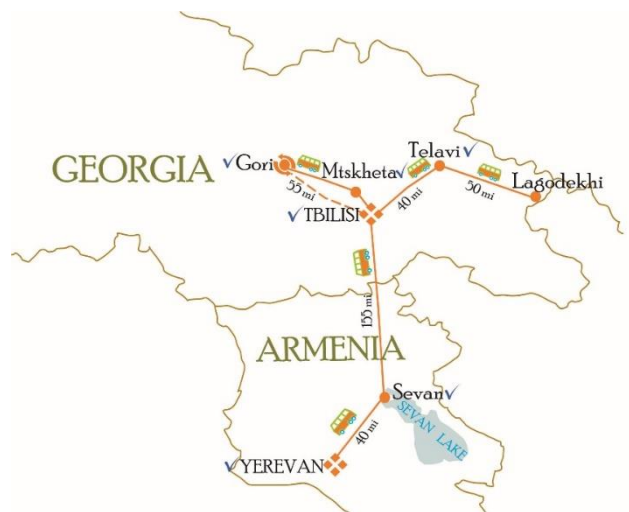 GEORGIA
Gori
Mtskheta
Telavi
Lagodekhi
55 mi
TBILISI
40 mi
50 mi
155 mi
ARMENIA
Sevan
SEVAN LAKE
40 mi
YEREVAN